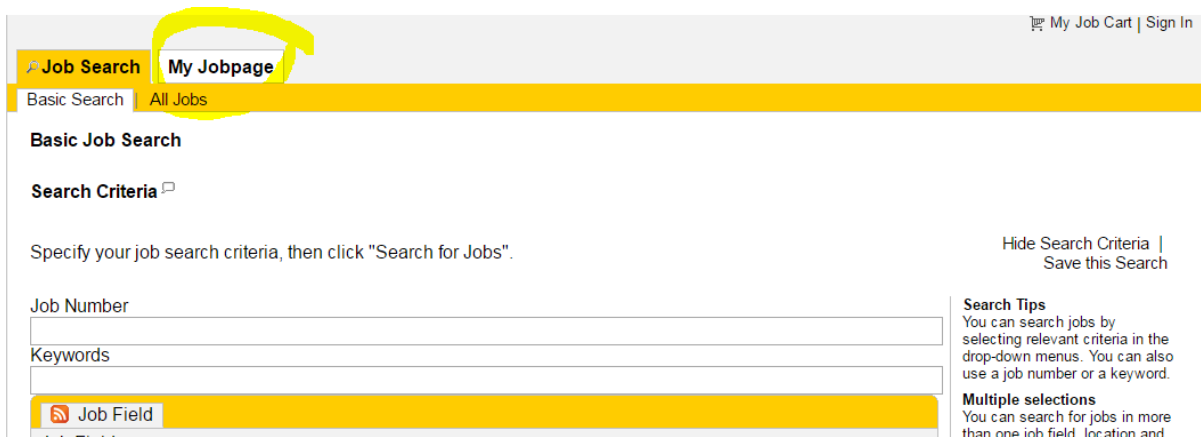 My Job Cart | Sign In
Job Search My Jobpage
Basic Search | All Jobs
Basic Job Search
Search Criteria
Specify your job search criteria, then click "Search for Jobs".
Hide Search Criteria |
Save this Search
Job Number
Keywords
Job Field
Search Tips
You can search jobs by
selecting relevant criteria in the
drop-down menus. You can also
use a job number or a keyword.
Multiple selections
You can search for jobs in more
than one job field, location and